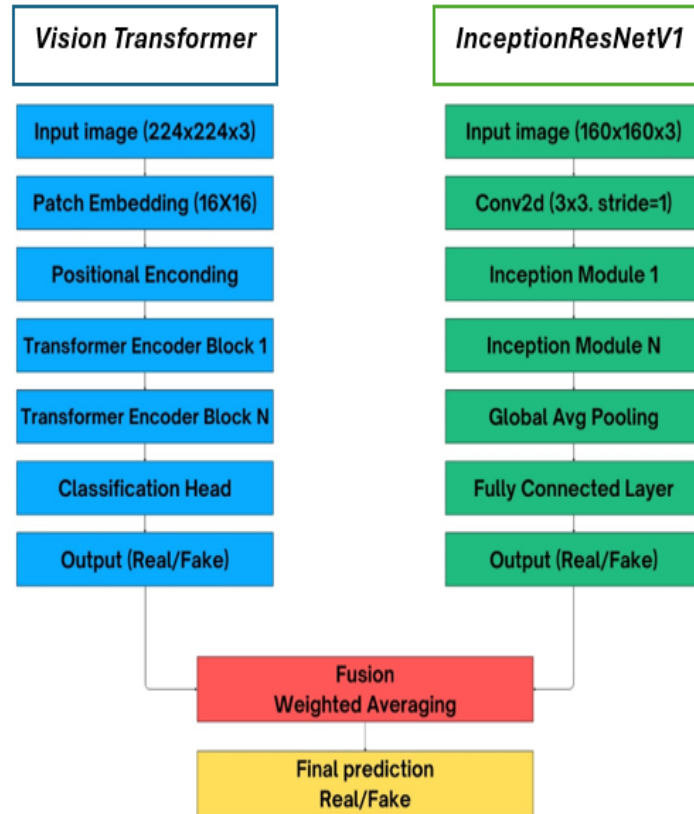 Vision Transformer
Input image (224x224x3)
Patch Embedding (16X16)
Positional Enconding
Transformer Encoder Block 1
Transformer Encoder Block N
Classification Head
Output (Real/Fake)
InceptionResNetV1
Input image (160x160x3)
Conv2d (3x3. stride=1)
Inception Module 1
Inception Module N
Global Avg Pooling
Fully Connected Layer
Output (Real/Fake)
Fusion
Weighted Averaging
Final prediction
Real/Fake